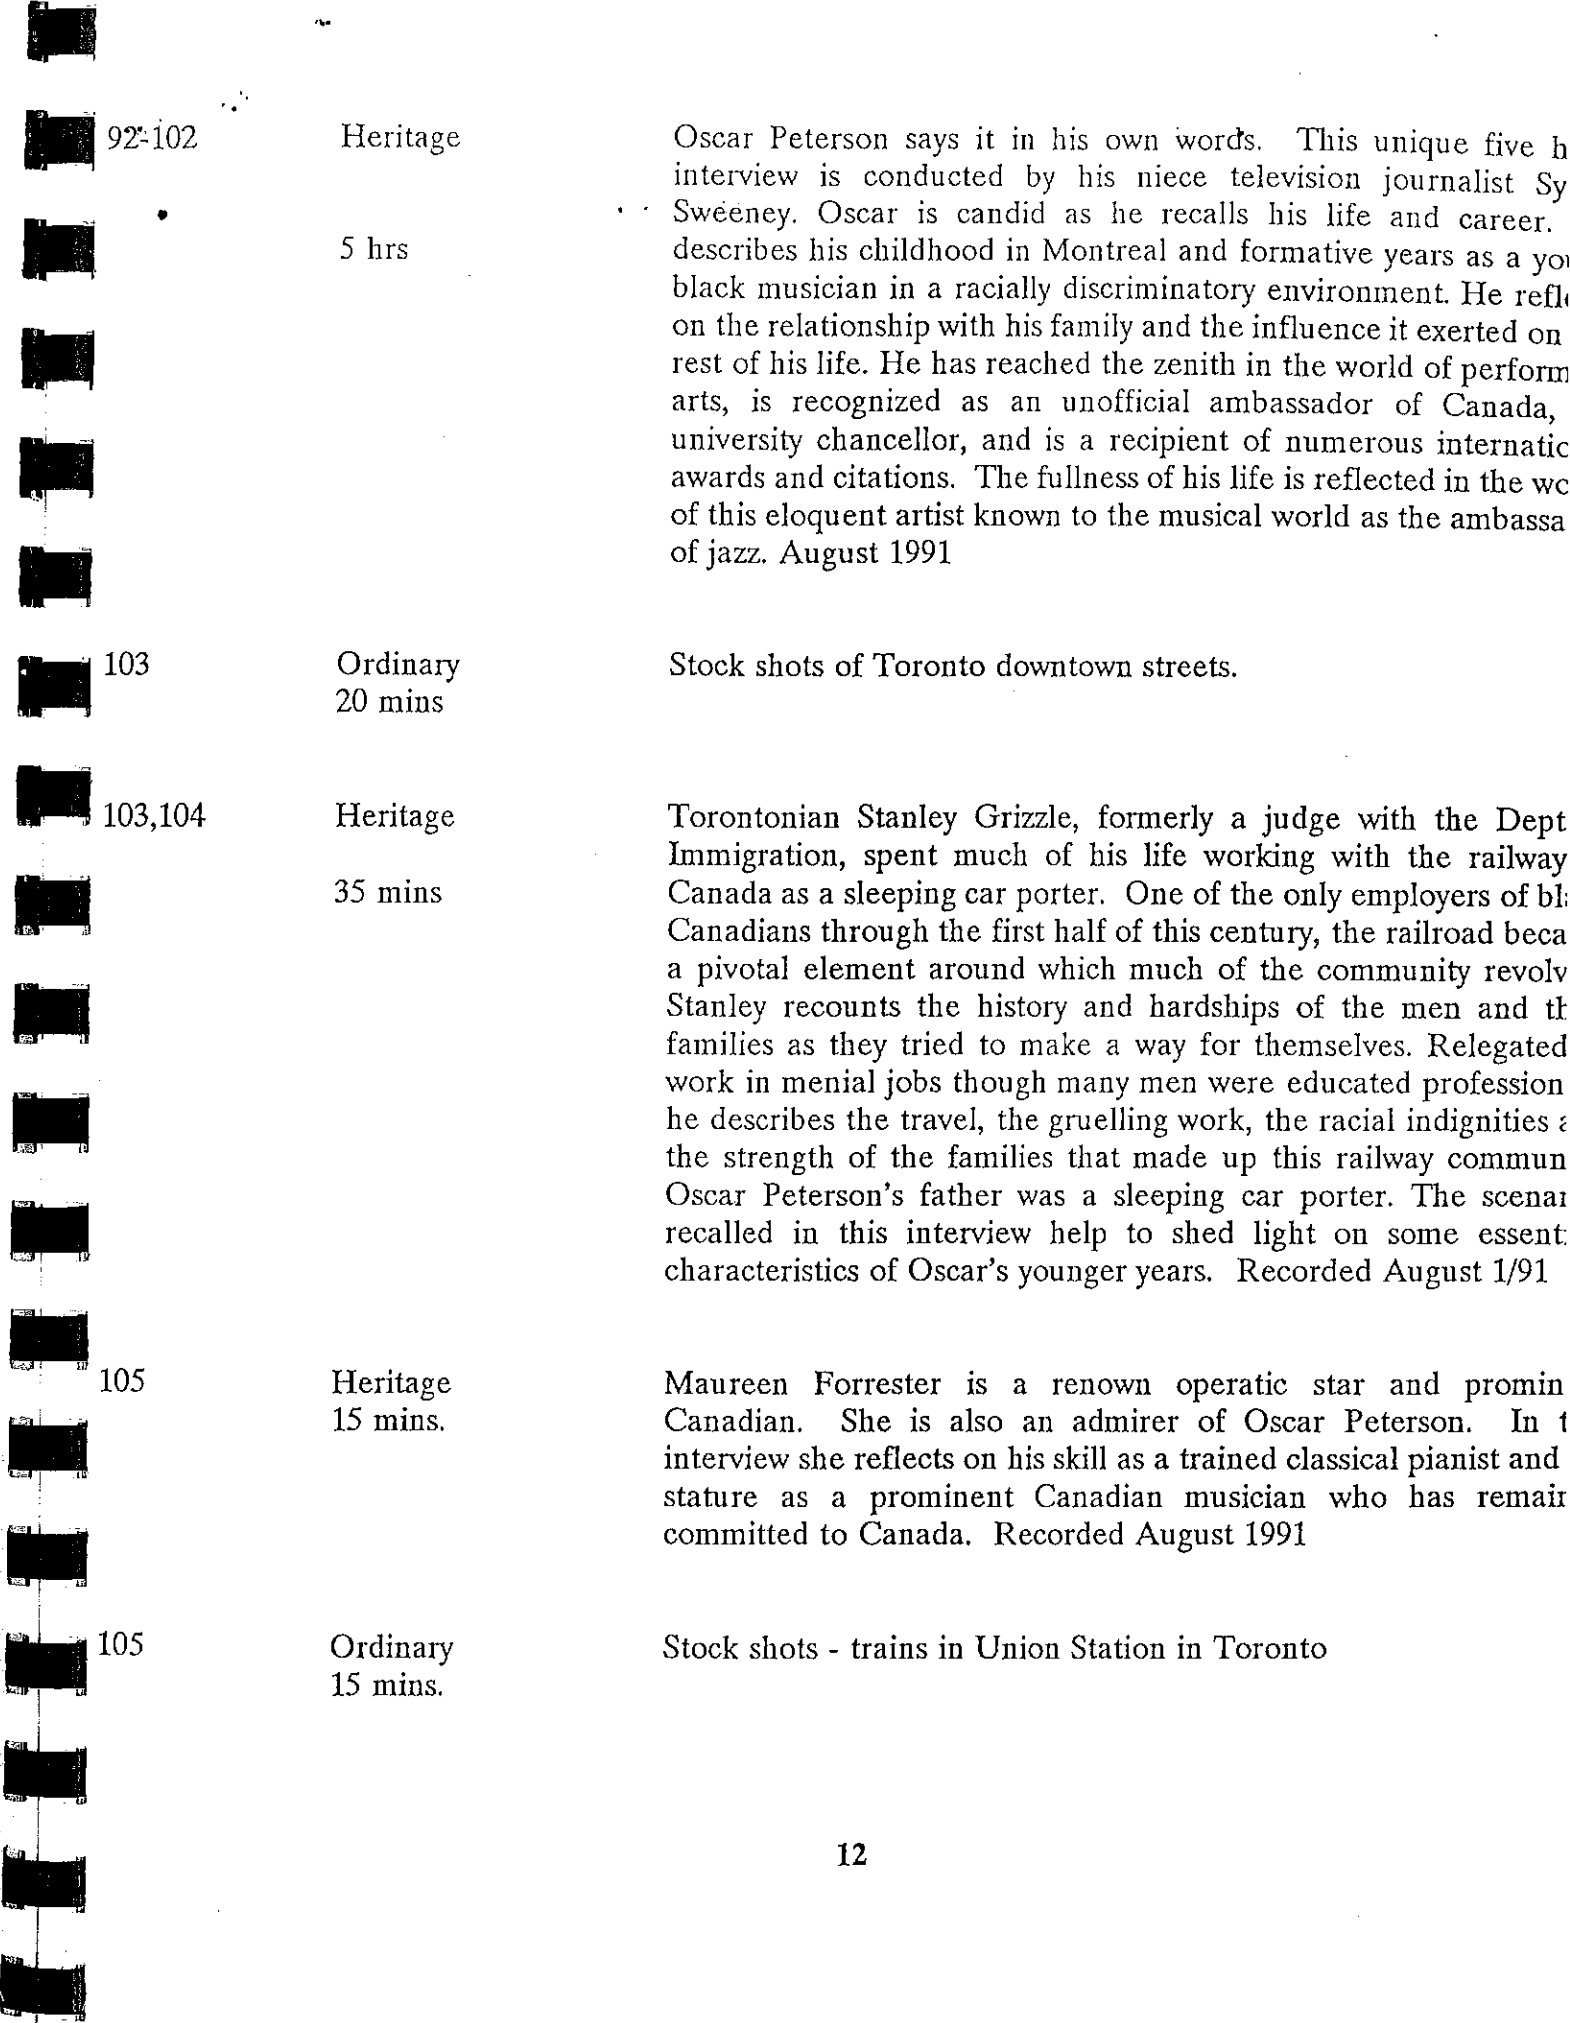 92-102 Heritage Oscar Peterson says it in his own words. This unique five h
interview is conducted by his niece television journalist Sy
Sweeney. Oscar is candid as he recalls his life and career.
5 hrs describes his childhood in Montreal and formative years as a
black musician in a racially discriminatory environment. He
on the relationship with his family and the influence it exerted on
rest of his life. He has reached the zenith in the world of perform
arts, is recognized as an unofficial ambassador of Canada,
university chancellor, and is a recipient of numerous internatic
awards and citations. The fullness of his life is reflected in the
of this eloquent artist known to the musical world as the ambassa
of jazz. August 1991
103 Ordinary Stock shots of Toronto downtown streets.
20 mins
103,104 Heritage Torontonian Stanley Grizzle, formerly a judge with the Dept
Immigration, spent much of his life working with the railway
35 mins Canada as a sleeping car porter. One of the only employers of
Canadians through the first half of this century, the railroad beca
a pivotal element around which much of the community revolv
Stanley recounts the history and hardships of the men and
families as they tried to make a way for themselves. Relegated
work in menial jobs though many men were educated profession
he describes the travel, the gruelling work, the racial indignities
the strength of the families that made up this railway commun
Oscar Peterson's father was a sleeping car porter. The
recalled in this interview help to shed light on some essent
characteristics of Oscar's younger years. Recorded August 1/91
105 Heritage Maureen Forrester is a renown operatic star and promin
15 mins. Canadian. She is also an admirer of Oscar Peterson. In
interview she reflects on his skill as a trained classical pianist and
stature as a prominent Canadian musician who has
committed to Canada. Recorded August 1991
105 Ordinary Stock shots - trains in Union Station in Toronto
15 mins.
12